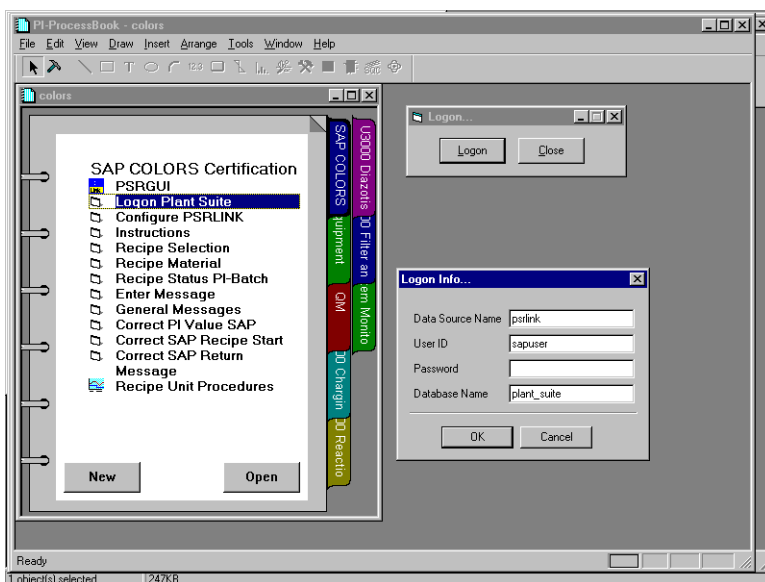 PI-ProcessBook - colors
File Edit View Draw Insert Arrange Tools Window Help
colors
SAP COLORS Certification
PSRGUI
Logon Plant Suite
Configure PSRLINK
Instructions
Recipe Selection
Recipe Material
Recipe Status PI-Batch
Enter Message
General Messages
Correct PI Value SAP
Correct SAP Recipe Start
Correct SAP Return
Message
Recipe Unit Procedures
New Open
SAP COLORS
quipment
QM
00 Chargin
00 Reactio
U3000 Diazotis
00 Filter an
em Monito
Logon...
Logon Close
Logon Info...
Data Source Name psrlink
User ID sapuser
Password
Database Name plant_suite
OK Cancel
Ready
1 object(s) selected 247KB